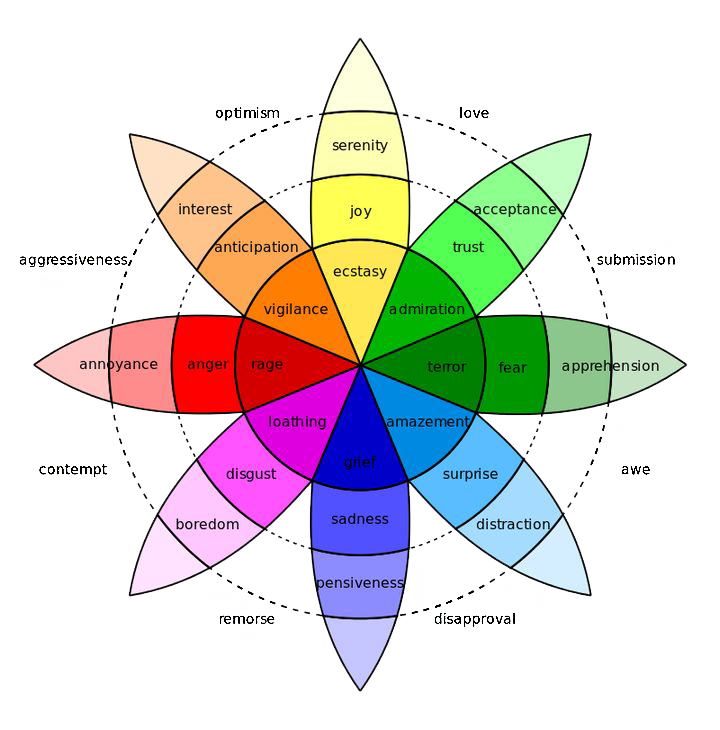 optimism
love
serenity
interest
joy
acceptance
anticipation
trust
aggressiveness
ecstasy
submission
vigilance
admiration
annoyance
anger
rage
terror
fear
apprehension
loathing
amazement
contempt
disgust
grief
surprise
awe
boredom
sadness
distraction
pensiveness
remorse
disapproval